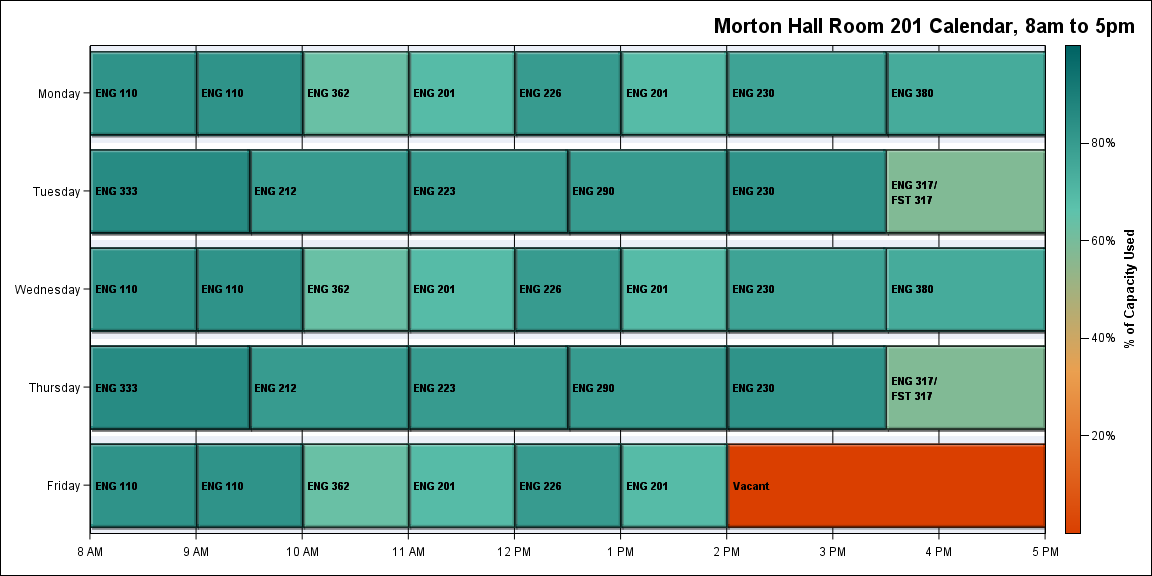 Morton Hall Room 201 Calendar, 8am to 5pm
Monday
ENG 110
ENG 110
ENG 362
ENG 201
ENG 226
ENG 201
ENG 230
ENG 380
Tuesday
ENG 333
ENG 212
ENG 223
ENG 290
ENG 230
ENG 317/
FST 317
Wednesday
ENG 110
ENG 110
ENG 362
ENG 201
ENG 226
ENG 201
ENG 230
ENG 380
Thursday
ENG 333
ENG 212
ENG 223
ENG 290
ENG 230
ENG 317/
FST 317
Friday
ENG 110
ENG 110
ENG 362
ENG 201
ENG 226
ENG 201
Vacant
8 AM
9 AM
10 AM
11 AM
12 PM
1 PM
2 PM
3 PM
4 PM
5 PM
80%
60%
40%
20%
% of Capacity Used